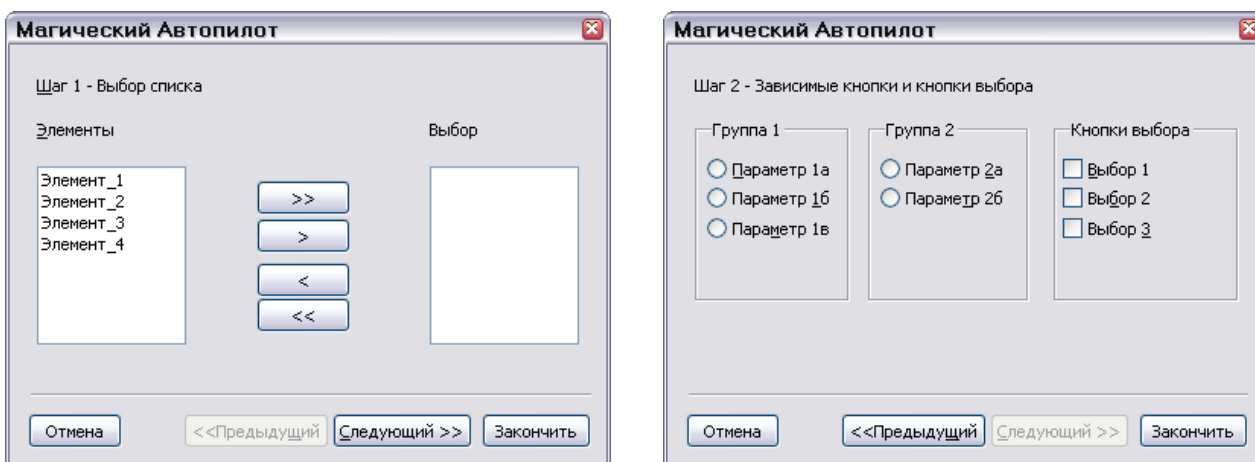 Магический Автопилот
Шаг 1 - Выбор списка
Элементы Выбор
Элемент_1
Элемент_2
Элемент_3
Элемент_4
>>
>
<
<<
Отмена <<Предыдущий Следующий >> Закончить
Магический Автопилот
Шаг 2 - Зависимые кнопки и кнопки выбора
Группа 1 Группа 2 Кнопки выбора
Параметр 1а Параметр 2а Выбор 1
Параметр 1б Параметр 2б Выбор 2
Параметр 1в Выбор 3
Отмена <<Предыдущий Следующий >> Закончить